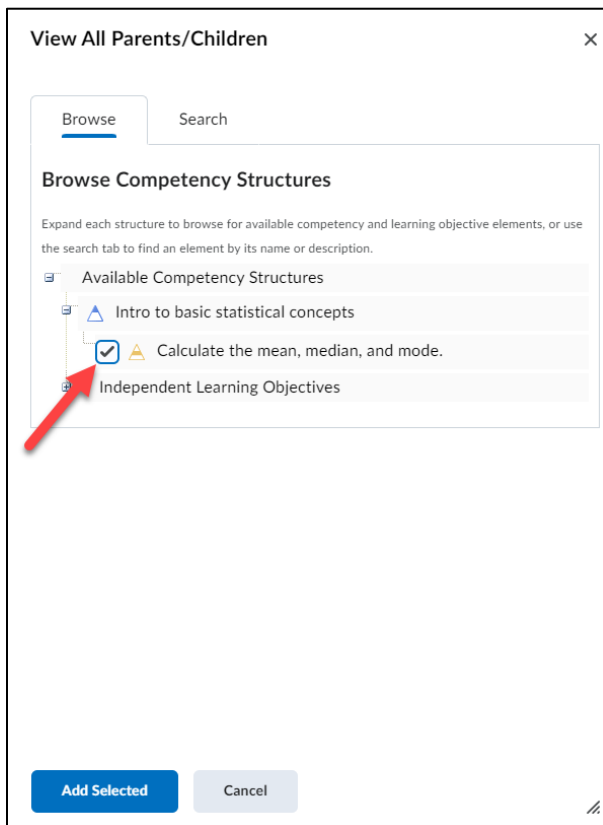 View All Parents/Children
Browse
Search
Browse Competency Structures
Expand each structure to browse for available competency and learning objective elements, or use
the search tab to find an element by its name or description.
Available Competency Structures
Intro to basic statistical concepts
Calculate the mean, median, and mode.
Independent Learning Objectives
Add Selected
Cancel